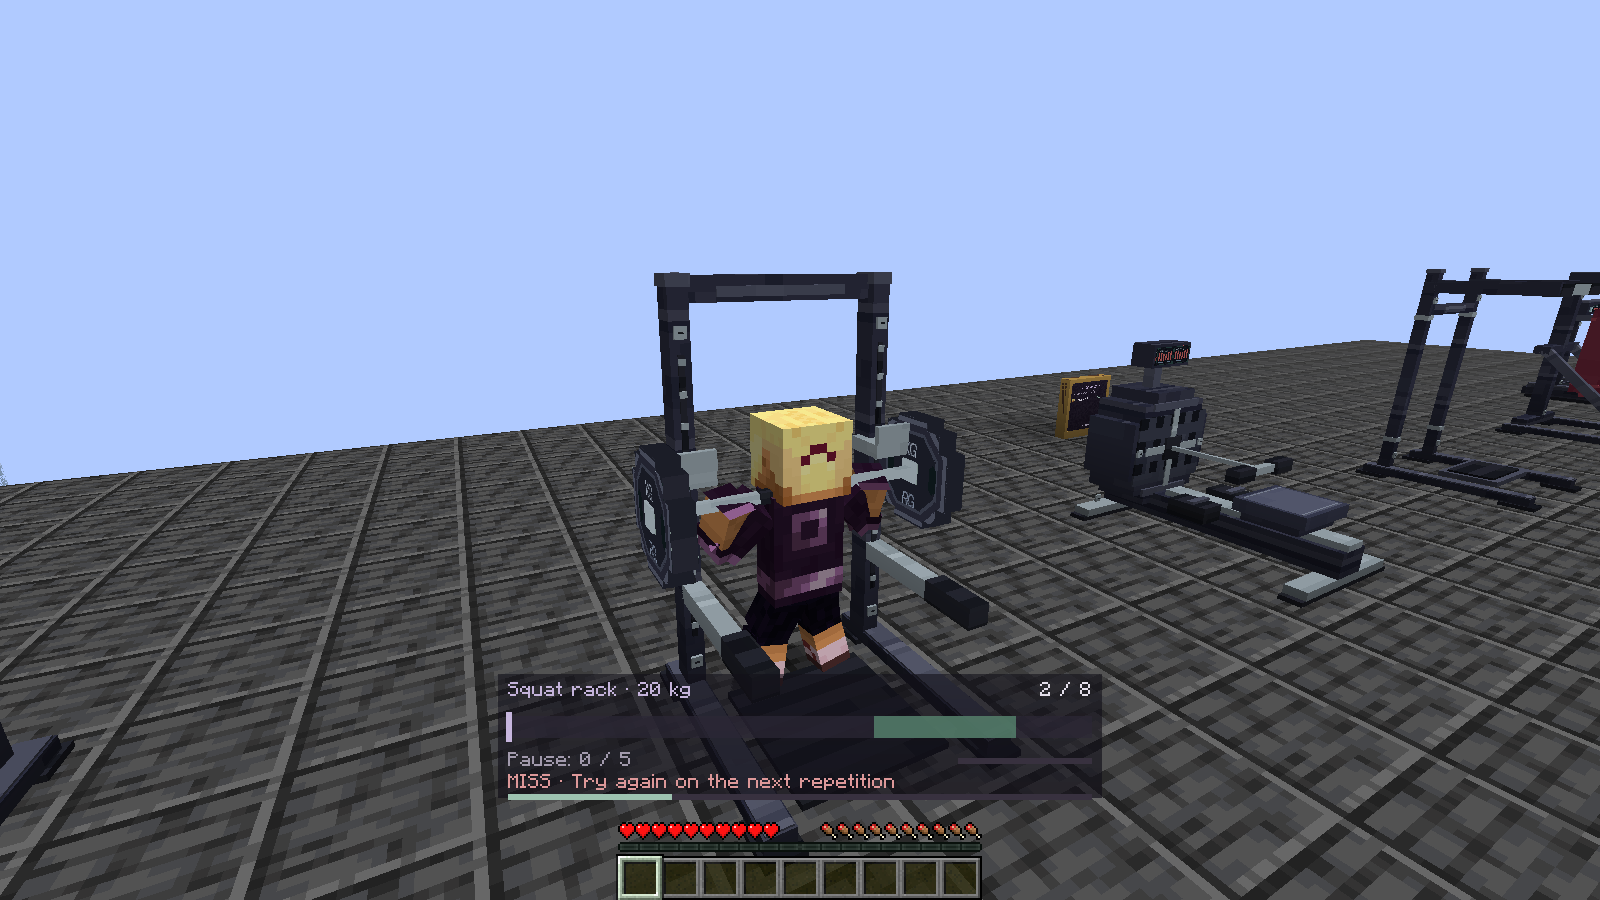 Squat rack · 20 kg
2 / 8
Pause: 0 / 5
MISS · Try again on the next repetition